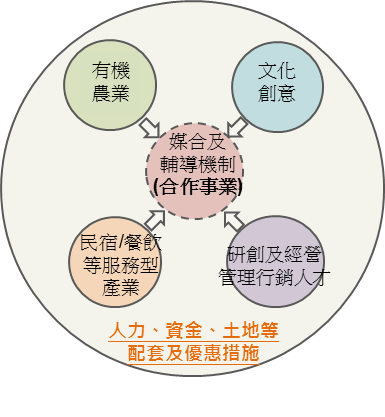 有機
農業
文化
創意
媒合及
輔導機制
(合作事業)
民宿/餐飲
等服務型
產業
研創及經營
管理行銷人才
人力、資金、土地等
配套及優惠措施